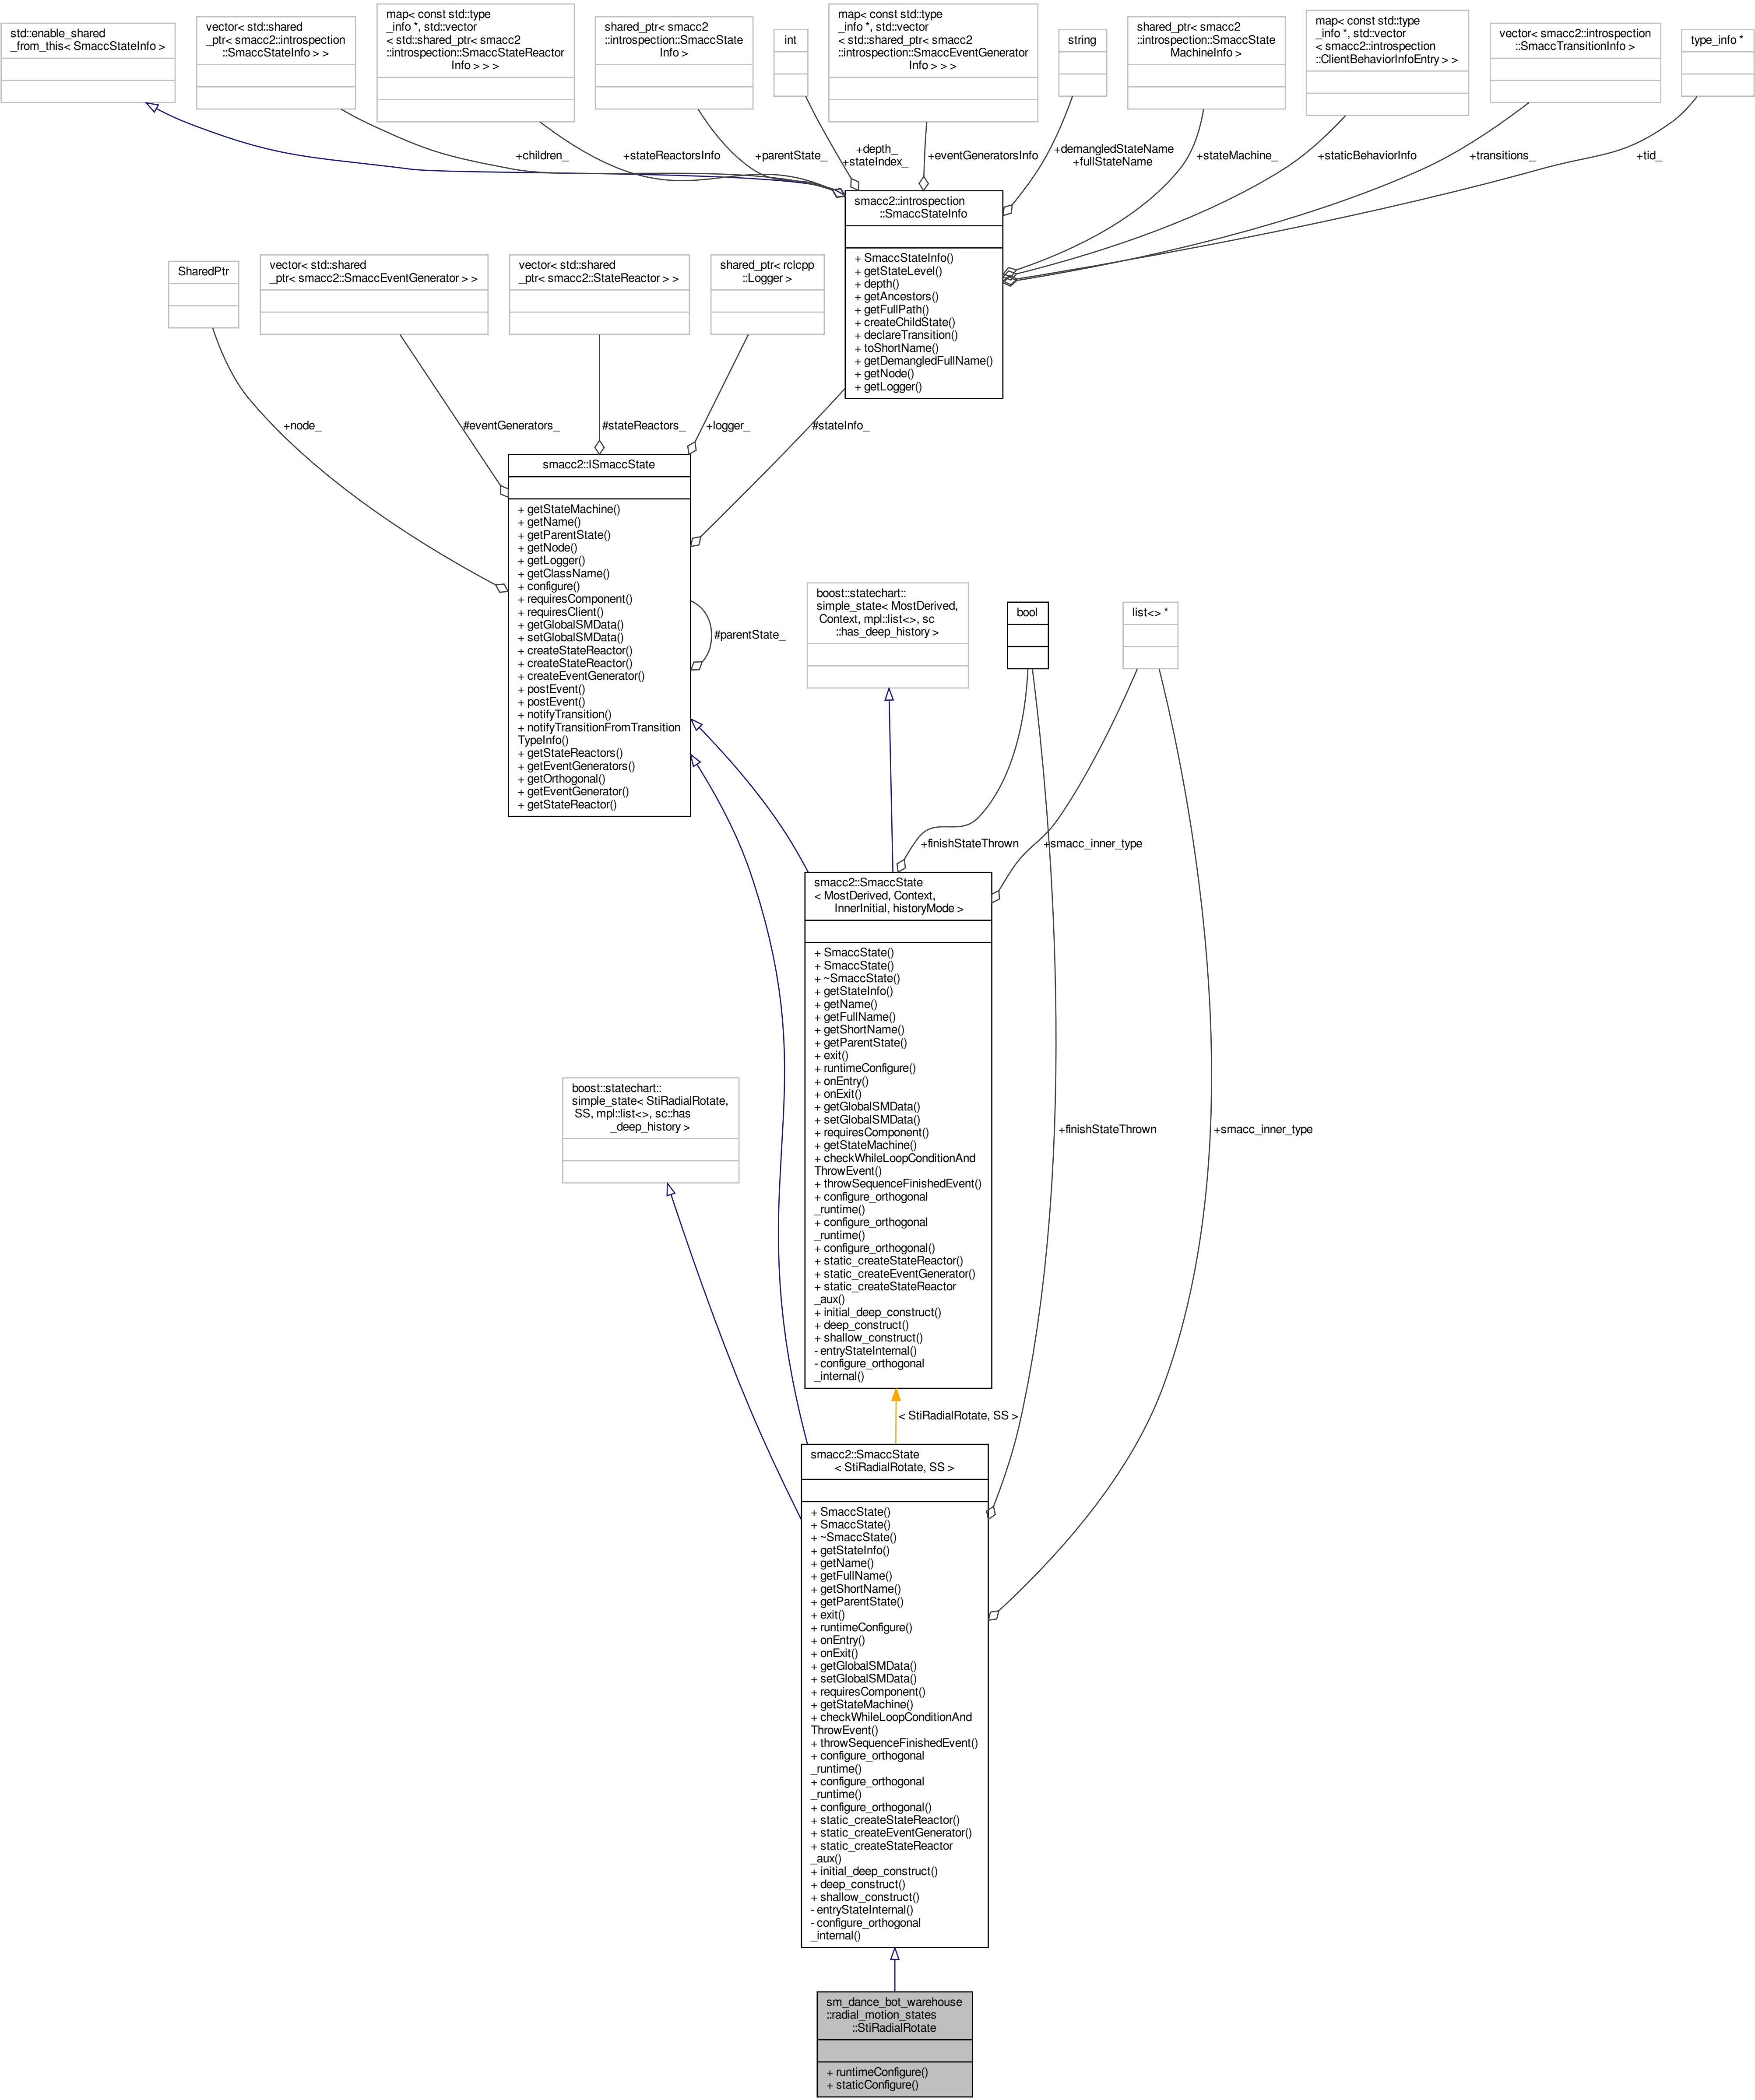 std::enable_shared
_from_this< SmaccStateInfo >
vector< std::shared
_ptr< smacc2::introspection
::SmaccStateInfo > >
map< const std::type
_info *, std::vector
< std::shared_ptr< smacc2
::introspection::SmaccStateReactor
Info > > >
shared_ptr< smacc2
::introspection::SmaccState
Info >
int
map< const std::type
_info *, std::vector
< std::shared_ptr< smacc2
::introspection::SmaccEventGenerator
Info > > >
string
shared_ptr< smacc2
::introspection::SmaccState
MachineInfo >
map< const std::type
_info *, std::vector
< smacc2::introspection
::ClientBehaviorInfoEntry > >
vector< smacc2::introspection
::SmaccTransitionInfo >
type_info *
+children_
+stateReactorsInfo
+parentState_
+depth_
+stateIndex_
+eventGeneratorsInfo
+demangledStateName
+fullStateName
+stateMachine_
+staticBehaviorInfo
+transitions_
+tid_
smacc2::introspection
::SmaccStateInfo
+ SmaccStateInfo()
+ getStateLevel()
+ depth()
+ getAncestors()
+ getFullPath()
+ createChildState()
+ declareTransition()
+ toShortName()
+ getDemangledFullName()
+ getNode()
+ getLogger()
SharedPtr
vector< std::shared
_ptr< smacc2::SmaccEventGenerator > >
vector< std::shared
_ptr< smacc2::StateReactor > >
shared_ptr< rclcpp
::Logger >
+node_
#eventGenerators_
#stateReactors_
+logger_
#stateInfo_
smacc2::ISmaccState
+ getStateMachine()
+ getName()
+ getParentState()
+ getNode()
+ getLogger()
+ getClassName()
+ configure()
+ requiresComponent()
+ requiresClient()
+ getGlobalSMData()
+ setGlobalSMData()
+ createStateReactor()
+ createStateReactor()
+ createEventGenerator()
+ postEvent()
+ postEvent()
+ notifyTransition()
+ notifyTransitionFromTransition
TypeInfo()
+ getStateReactors()
+ getEventGenerators()
+ getOrthogonal()
+ getEventGenerator()
+ getStateReactor()
#parentState_
boost::statechart::
simple_state< MostDerived,
Context, mpl::list<>, sc
::has_deep_history >
bool
list<> *
+finishStateThrown
+smacc_inner_type
smacc2::SmaccState
< MostDerived, Context,
InnerInitial, historyMode >
+ SmaccState()
+ SmaccState()
+ ~SmaccState()
+ getStateInfo()
+ getName()
+ getFullName()
+ getShortName()
+ getParentState()
+ exit()
+ runtimeConfigure()
+ onEntry()
+ onExit()
+ getGlobalSMData()
+ setGlobalSMData()
+ requiresComponent()
+ getStateMachine()
+ checkWhileLoopConditionAnd
ThrowEvent()
+ throwSequenceFinishedEvent()
+ configure_orthogonal
_runtime()
+ configure_orthogonal
_runtime()
+ configure_orthogonal()
+ static_createStateReactor()
+ static_createEventGenerator()
+ static_createStateReactor
_aux()
+ initial_deep_construct()
+ deep_construct()
+ shallow_construct()
- entryStateInternal()
- configure_orthogonal
_internal()
boost::statechart::
simple_state< StiRadialRotate,
SS, mpl::list<>, sc::has
_deep_history >
+finishStateThrown
+smacc_inner_type
< StiRadialRotate, SS >
smacc2::SmaccState
< StiRadialRotate, SS >
+ SmaccState()
+ SmaccState()
+ ~SmaccState()
+ getStateInfo()
+ getName()
+ getFullName()
+ getShortName()
+ getParentState()
+ exit()
+ runtimeConfigure()
+ onEntry()
+ onExit()
+ getGlobalSMData()
+ setGlobalSMData()
+ requiresComponent()
+ getStateMachine()
+ checkWhileLoopConditionAnd
ThrowEvent()
+ throwSequenceFinishedEvent()
+ configure_orthogonal
_runtime()
+ configure_orthogonal
_runtime()
+ configure_orthogonal()
+ static_createStateReactor()
+ static_createEventGenerator()
+ static_createStateReactor
_aux()
+ initial_deep_construct()
+ deep_construct()
+ shallow_construct()
- entryStateInternal()
- configure_orthogonal
_internal()
sm_dance_bot_warehouse
::radial_motion_states
::StiRadialRotate
+ runtimeConfigure()
+ staticConfigure()